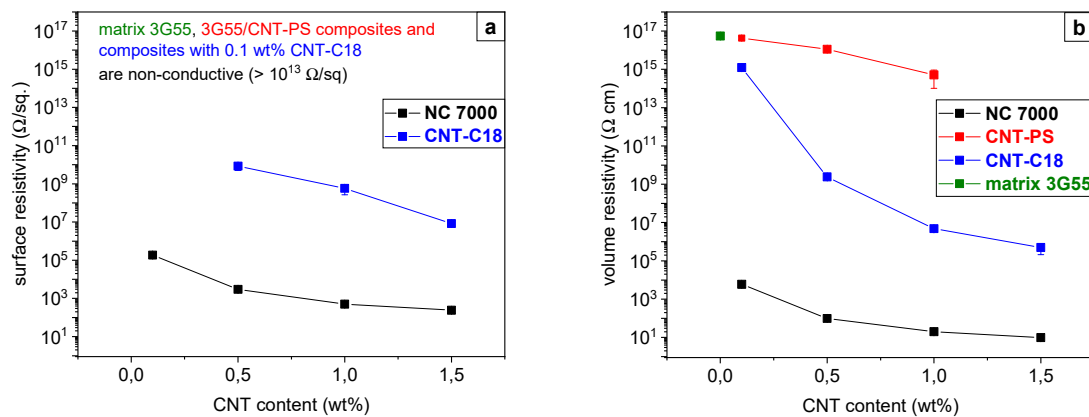 matrix 3G55, 3G55/CNT-PS composites and
composites with 0.1 wt% CNT-C18
are non-conductive (> 10¹³ Ω/sq)
a
NC 7000
CNT-C18
surface resistivity (Ω/sq.)
10¹⁷
10¹⁵
10¹³
10¹¹
10⁹
10⁷
10⁵
10³
10¹
0,0 0,5 1,0 1,5
CNT content (wt%)
b
NC 7000
CNT-PS
CNT-C18
matrix 3G55
volume resistivity (Ω cm)
10¹⁷
10¹⁵
10¹³
10¹¹
10⁹
10⁷
10⁵
10³
10¹
0,0 0,5 1,0 1,5
CNT content (wt%)